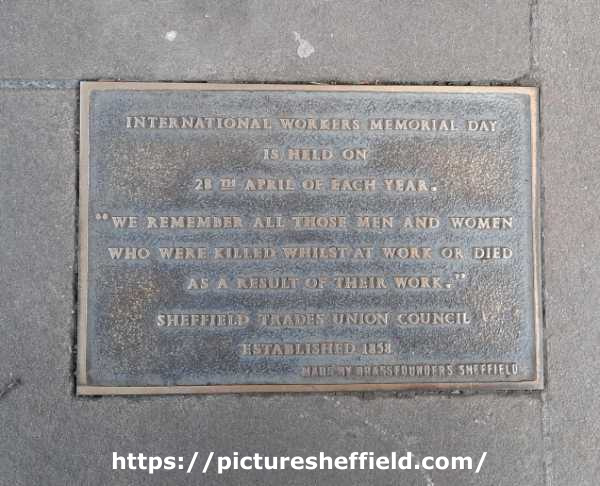 INTERNATIONAL WORKERS MEMORIAL DAY
IS HELD ON
28 TH APRIL OF EACH YEAR.
"WE REMEMBER ALL THOSE MEN AND WOMEN
WHO WERE KILLED WHILST AT WORK OR DIED
AS A RESULT OF THEIR WORK."
SHEFFIELD TRADES UNION COUNCIL
ESTABLISHED 1858
MADE BY BRASSFOUNDERS SHEFFIELD
https://picturesheffield.com/